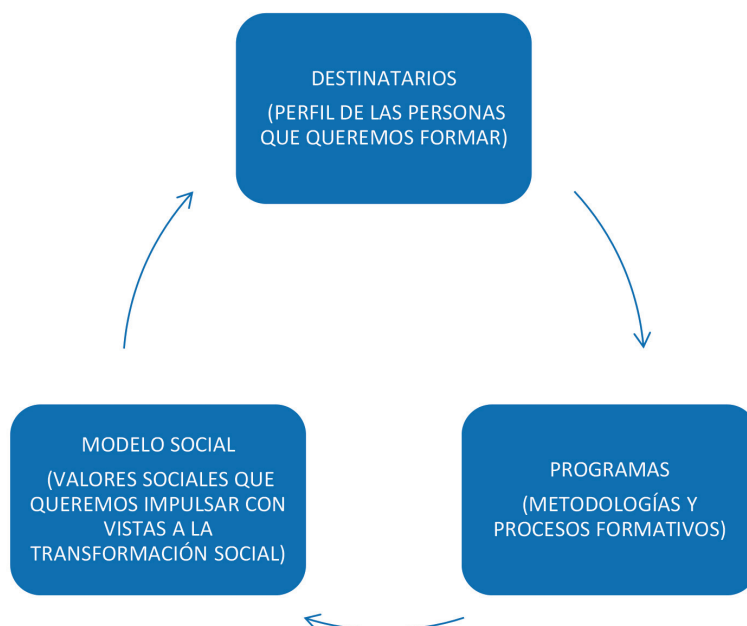 DESTINATARIOS
(PERFIL DE LAS PERSONAS
QUE QUEREMOS FORMAR)
MODELO SOCIAL
(VALORES SOCIALES QUE
QUEREMOS IMPULSAR CON
VISTAS A LA
TRANSFORMACIÓN SOCIAL)
PROGRAMAS
(METODOLOGÍAS Y
PROCESOS FORMATIVOS)